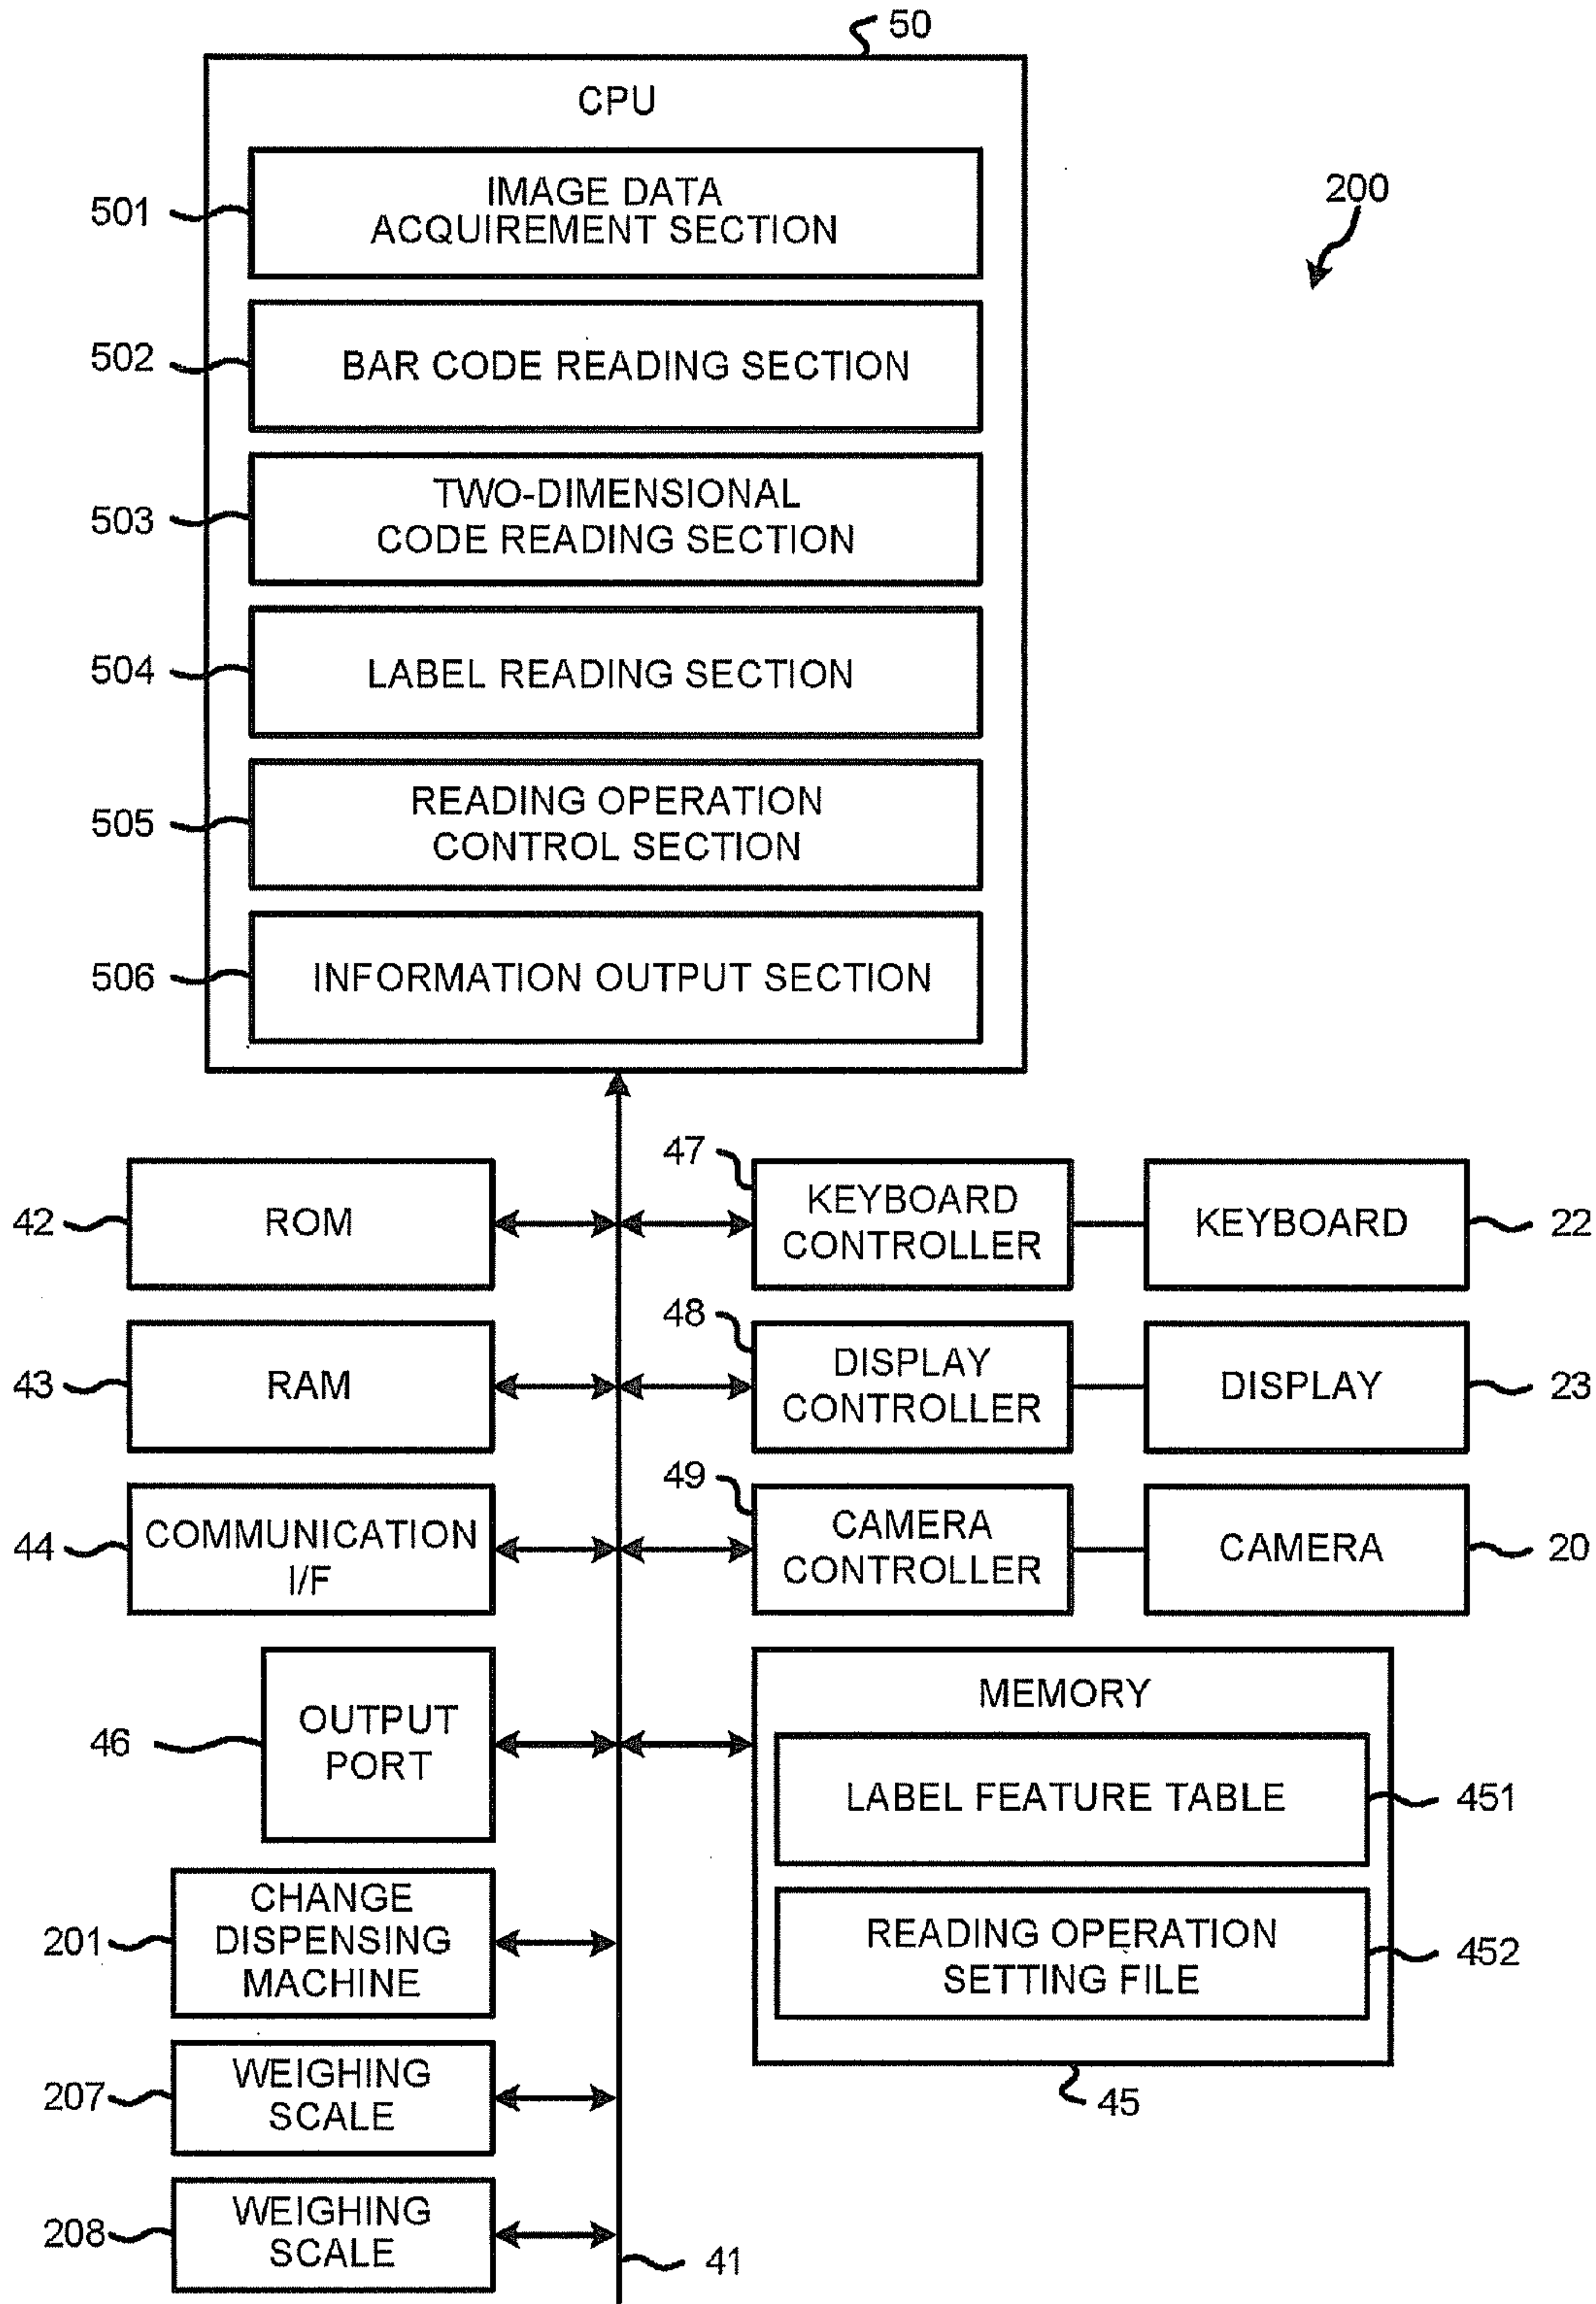 50
CPU
200
501
IMAGE DATA
ACQUIREMENT SECTION
502
BAR CODE READING SECTION
503
TWO-DIMENSIONAL
CODE READING SECTION
504
LABEL READING SECTION
505
READING OPERATION
CONTROL SECTION
506
INFORMATION OUTPUT SECTION
42
ROM
47
KEYBOARD
CONTROLLER
KEYBOARD
22
43
RAM
48
DISPLAY
CONTROLLER
DISPLAY
23
44
COMMUNICATION
I/F
49
CAMERA
CONTROLLER
CAMERA
20
46
OUTPUT
PORT
MEMORY
LABEL FEATURE TABLE
451
READING OPERATION
SETTING FILE
452
45
201
CHANGE
DISPENSING
MACHINE
207
WEIGHING
SCALE
208
WEIGHING
SCALE
41